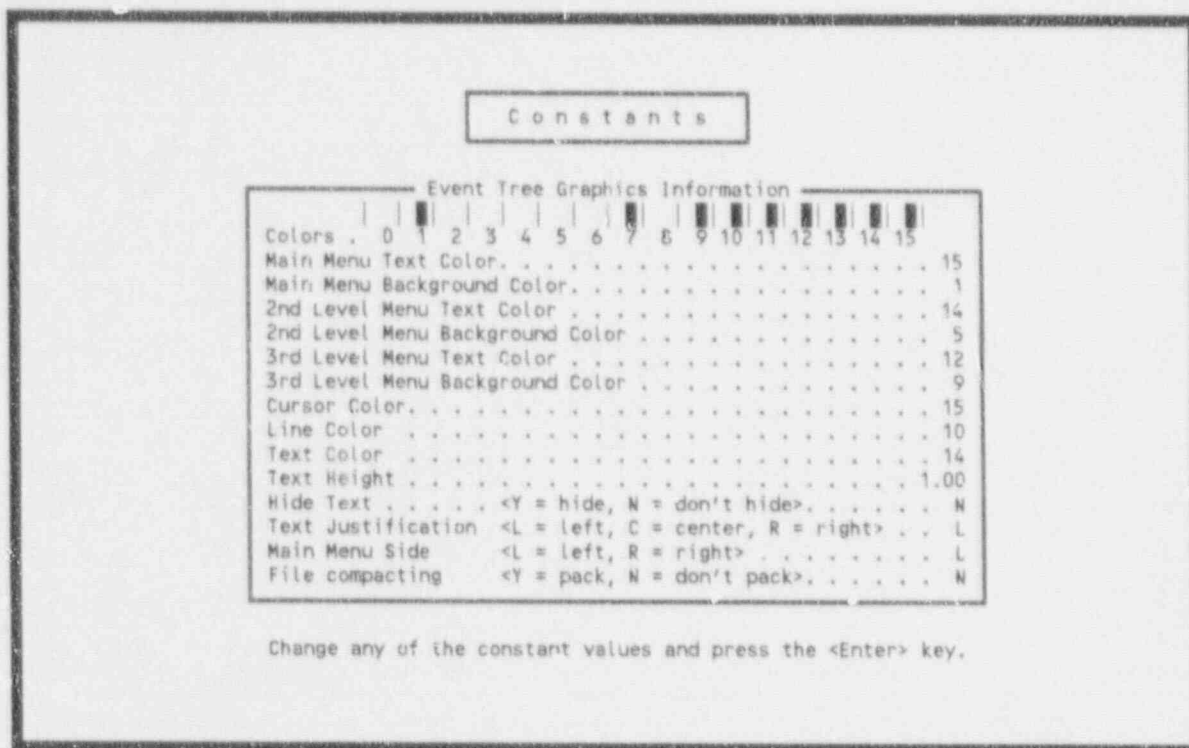 C o n s t a n t s
Event Tree Graphics Information
Colors . 0 1 2 3 4 5 6 7 8 9 10 11 12 13 14 15
Main Menu Text Color. . . . . . . . . . . . . . . . . . . . 15
Main Menu Background Color. . . . . . . . . . . . . . . . . 1
2nd Level Menu Text Color . . . . . . . . . . . . . . . . . 14
2nd Level Menu Background Color . . . . . . . . . . . . . . 5
3rd Level Menu Text Color . . . . . . . . . . . . . . . . . 12
3rd Level Menu Background Color . . . . . . . . . . . . . . 9
Cursor Color. . . . . . . . . . . . . . . . . . . . . . . . 15
Line Color . . . . . . . . . . . . . . . . . . . . . . . . 10
Text Color . . . . . . . . . . . . . . . . . . . . . . . . 14
Text Height . . . . . . . . . . . . . . . . . . . . . . . 1.00
Hide Text . . . . . <Y = hide, N = don't hide>. . . . . . N
Text Justification <L = left, C = center, R = right> . . L
Main Menu Side <L = left, R = right> . . . . . . . . L
File compacting <Y = pack, N = don't pack>. . . . . . N
Change any of the constant values and press the <Enter> key.